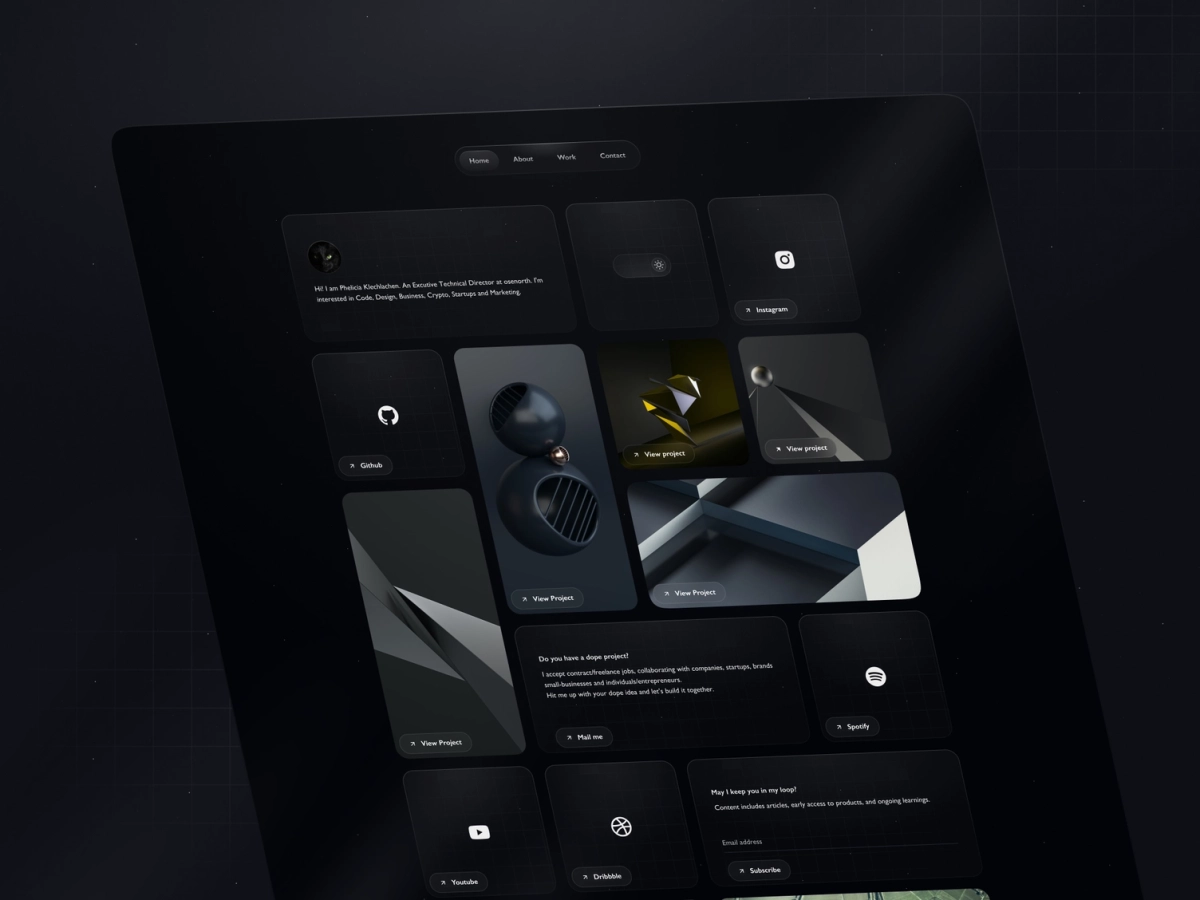 Home
About
Work
Contact
Hi! I am Phelicia Klechlachen. An Excutive Technical Director at osenorth. I'm
interested in Code, Design, Business, Crypto, Startups and Marketing.
Instagram
Github
View project
View project
View Project
View Project
View Project
Do you have a dope project?
I accept contract/freelance jobs, collaborating with companies, startups, brands
small-businesses and individuals/entrepreneurs.
Hit me up with your dope idea and let's build it together.
Mail me
Spotify
Youtube
Dribbble
May I keep you in my loop?
Content includes articles, early access to products, and ongoing learnings.
Email address
Subscribe